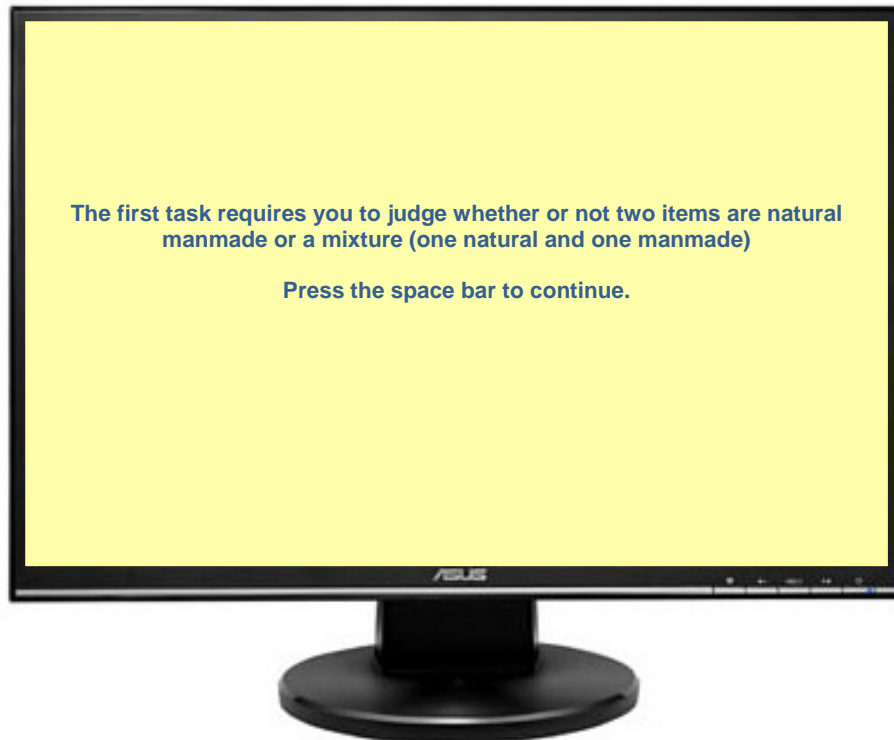 The first task requires you to judge whether or not two items are natural
manmade or a mixture (one natural and one manmade)
Press the space bar to continue.
ASUS